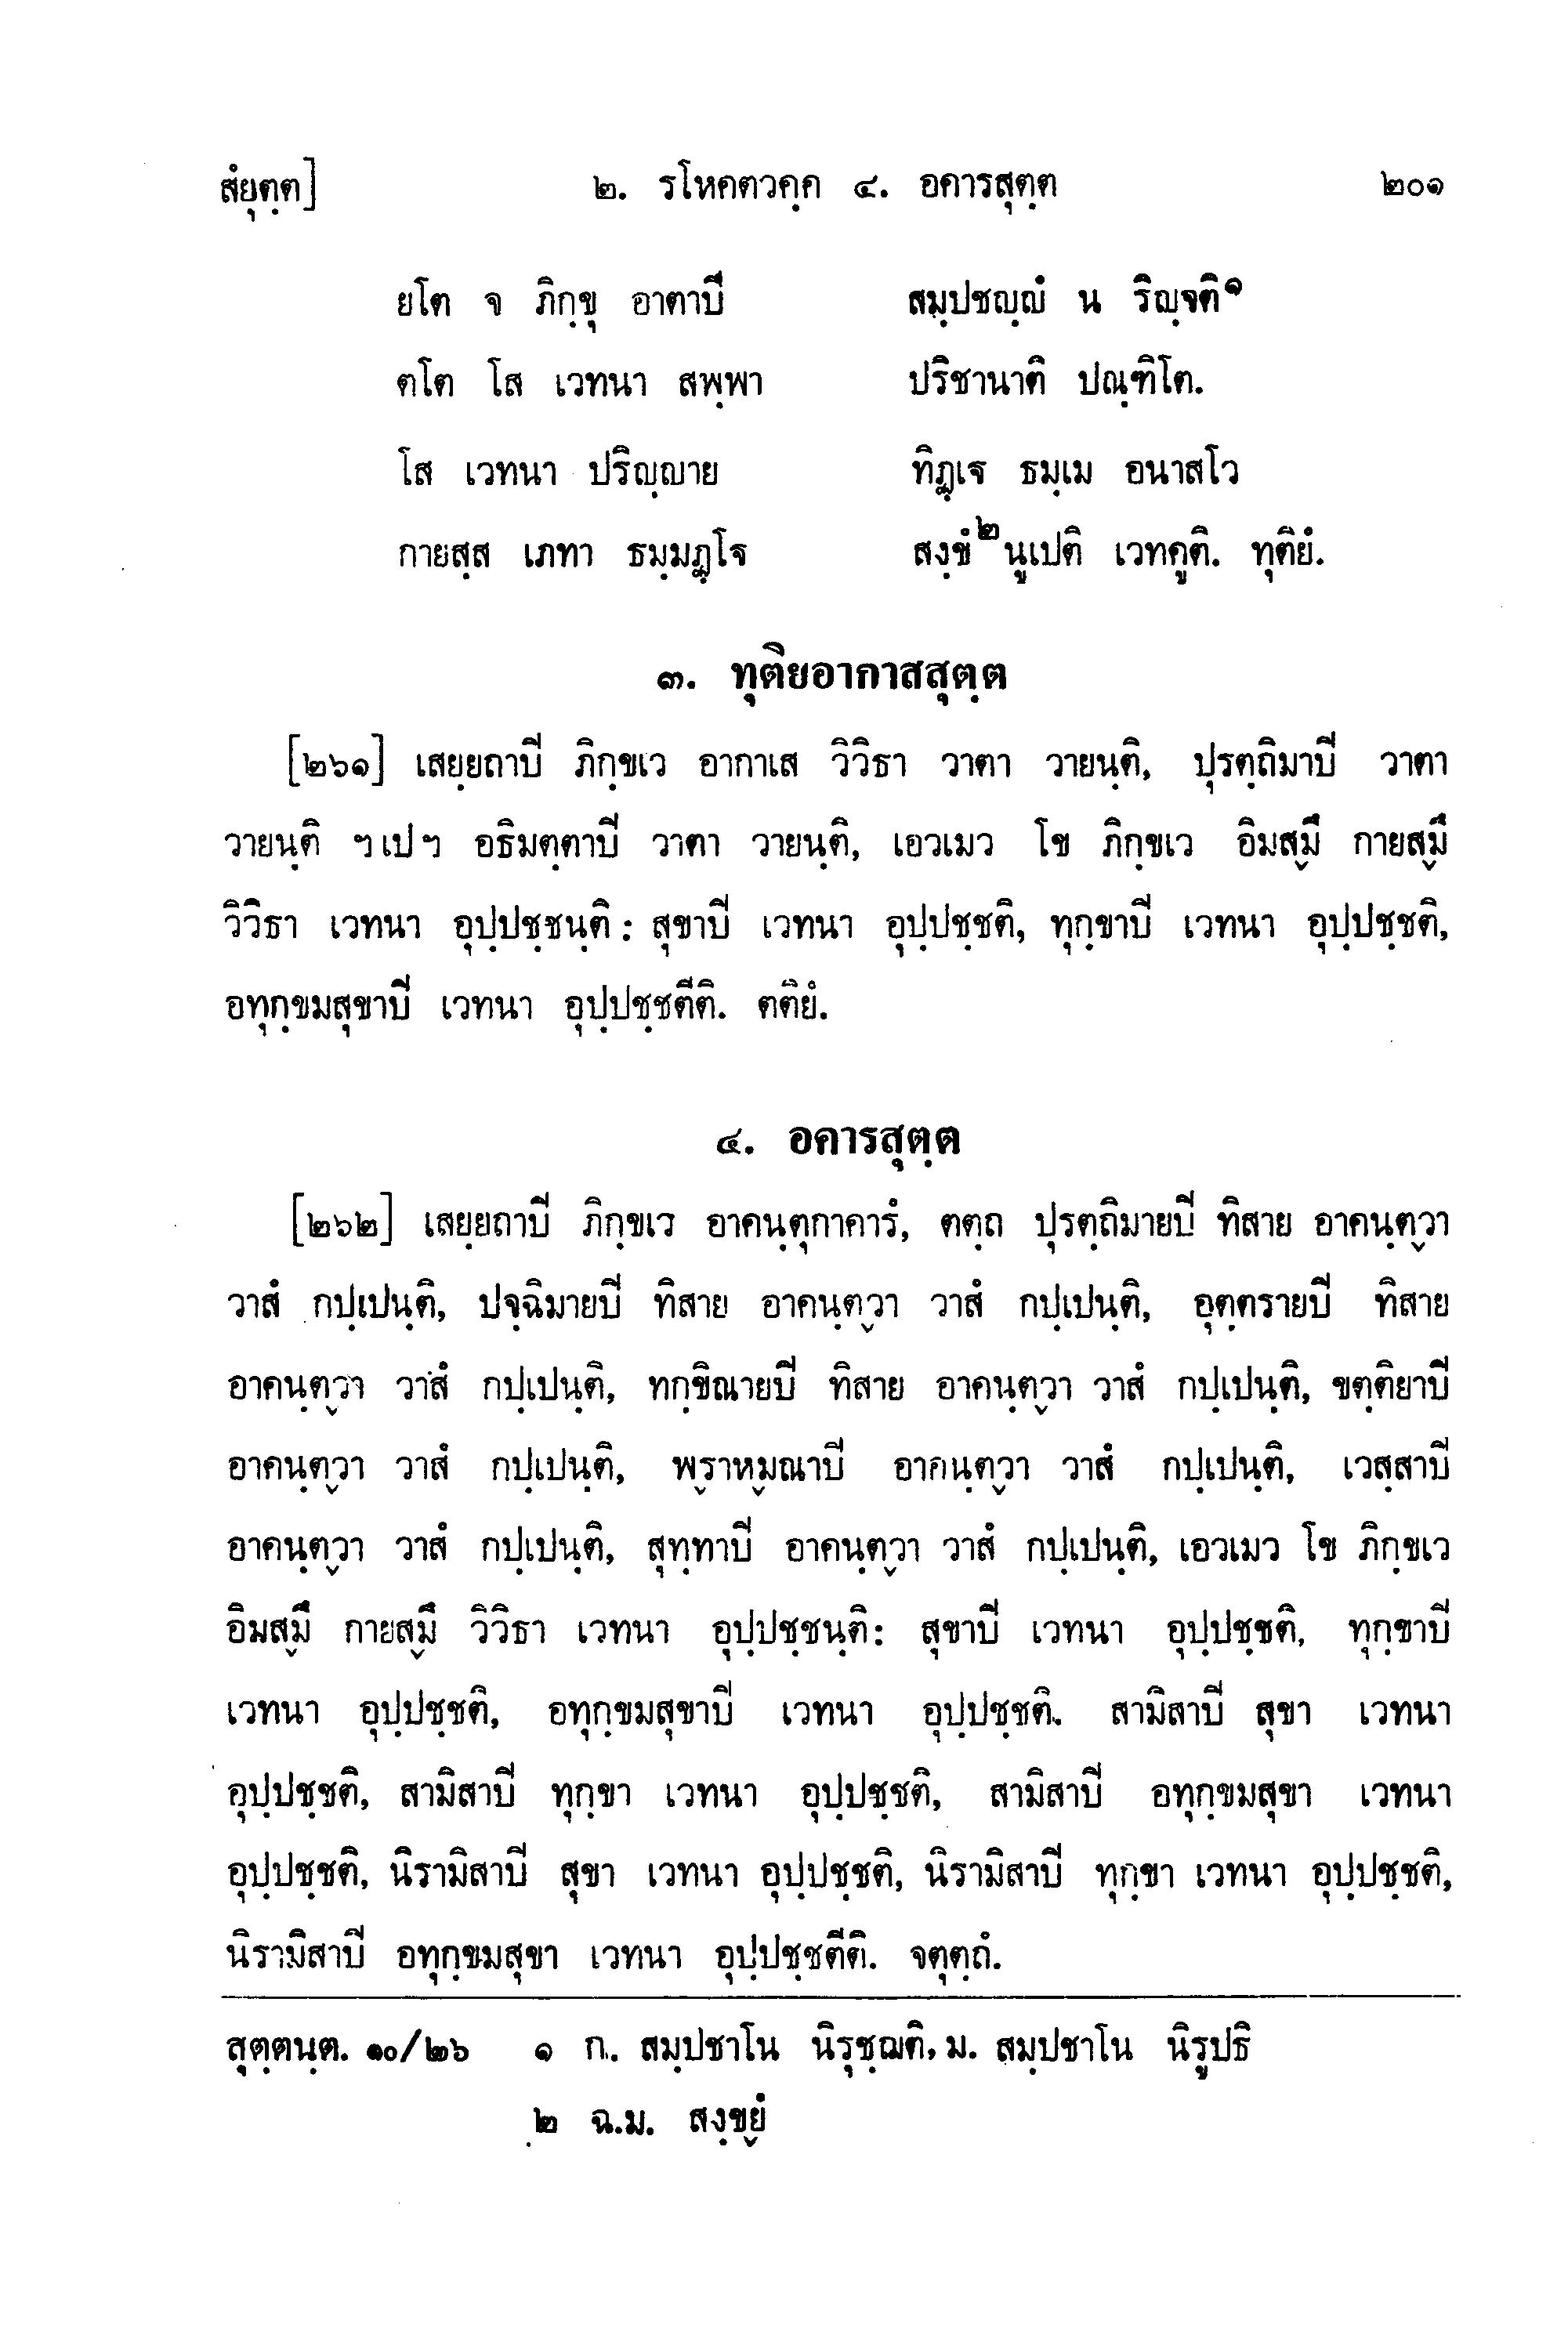 สํยุตฺต] ๒. รโหคตวคฺค ๔. อคารสุตฺต ๒๐๑
ยโต จ ภิกฺขุ อาตาปี สมฺปชญฺญํ น ริญฺจติ๑
ตโต โส เวทนา สพฺพา ปริชานาติ ปณฺฑิโต.
โส เวทนา ปริญฺญาย ทิฏฺเฐ ธมฺเม อนาสโว
กายสฺส เภทา ธมฺมฏฺโฐ สงฺขํ๒ นูเปติ เวทคูติ. ทุติยํ.
๓. ทุติยอากาสสุตฺต
[๒๖๑] เสยฺยถาปี ภิกฺขเว อากาเส วิวิธา วาตา วายนฺติ, ปุรตฺถิมาปี วาตา
วายนฺติ ฯเปฯ อธิมตฺตาปี วาตา วายนฺติ, เอวเมว โข ภิกฺขเว อิมสฺมึ กายสฺมึ
วิวิธา เวทนา อุปฺปชฺชนฺติ: สุขาปี เวทนา อุปฺปชฺชติ, ทุกฺขาปี เวทนา อุปฺปชฺชติ,
อทุกฺขมสุขาปี เวทนา อุปฺปชฺชตีติ. ตติยํ.
๔. อคารสุตฺต
[๒๖๒] เสยฺยถาปี ภิกฺขเว อาคนฺตุกาคารํ, ตตฺถ ปุรตฺถิมายปี ทิสาย อาคนฺตฺวา
วาสํ กปฺเปนฺติ, ปจฺฉิมายปี ทิสาย อาคนฺตฺวา วาสํ กปฺเปนฺติ, อุตฺตรายปี ทิสาย
อาคนฺตฺวา วาสํ กปฺเปนฺติ, ทกฺขิณายปี ทิสาย อาคนฺตฺวา วาสํ กปฺเปนฺติ, ขตฺติยาปี
อาคนฺตฺวา วาสํ กปฺเปนฺติ, พฺราหฺมณาปี อาคนฺตฺวา วาสํ กปฺเปนฺติ, เวสฺสาปี
อาคนฺตฺวา วาสํ กปฺเปนฺติ, สุทฺทาปี อาคนฺตฺวา วาสํ กปฺเปนฺติ, เอวเมว โข ภิกฺขเว
อิมสฺมึ กายสฺมึ วิวิธา เวทนา อุปฺปชฺชนฺติ: สุขาปี เวทนา อุปฺปชฺชติ, ทุกฺขาปี
เวทนา อุปฺปชฺชติ, อทุกฺขมสุขาปี เวทนา อุปฺปชฺชติ. สามิสาปี สุขา เวทนา
อุปฺปชฺชติ, สามิสาปี ทุกฺขา เวทนา อุปฺปชฺชติ, สามิสาปี อทุกฺขมสุขา เวทนา
อุปฺปชฺชติ, นิรามิสาปี สุขา เวทนา อุปฺปชฺชติ, นิรามิสาปี ทุกฺขา เวทนา อุปฺปชฺชติ,
นิรามิสาปี อทุกฺขมสุขา เวทนา อุปฺปชฺชตีติ. จตุตฺถํ.
สุตฺตนฺต. ๑๐/๒๖ ๑ ก. สมฺปชาโน นิรุชฺฌติ, ม. สมฺปชาโน นิรูปธิ
๒ ฉ.ม. สงฺขฺยํ